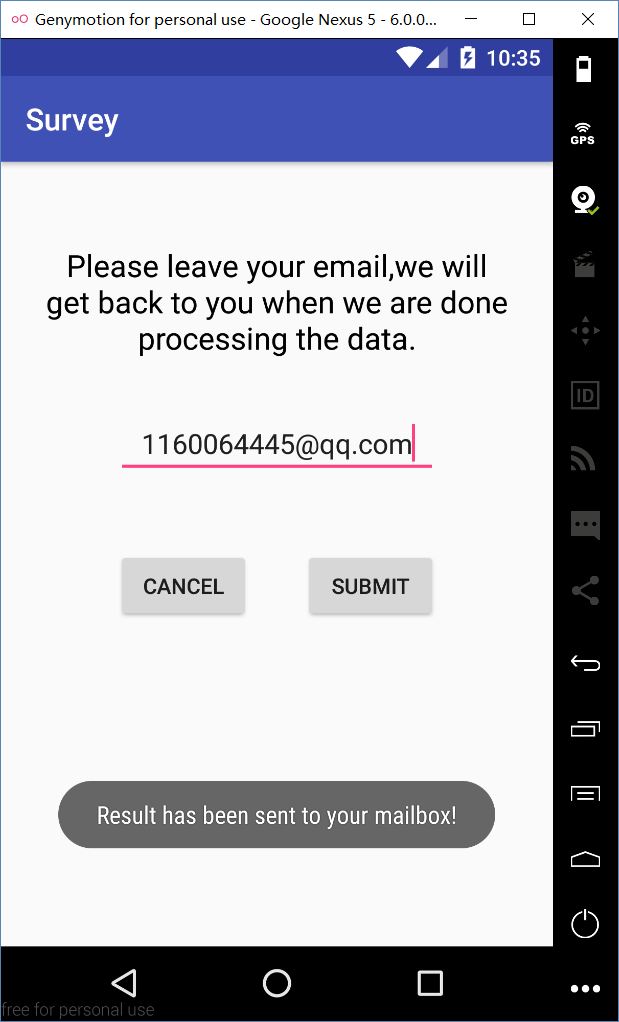 Genymotion for personal use - Google Nexus 5 - 6.0.0...
10:35
GPS
Survey
Please leave your email,we will
get back to you when we are done
processing the data.
ID
1160064445@qq.com
CANCEL
SUBMIT
Result has been sent to your mailbox!
free for personal use